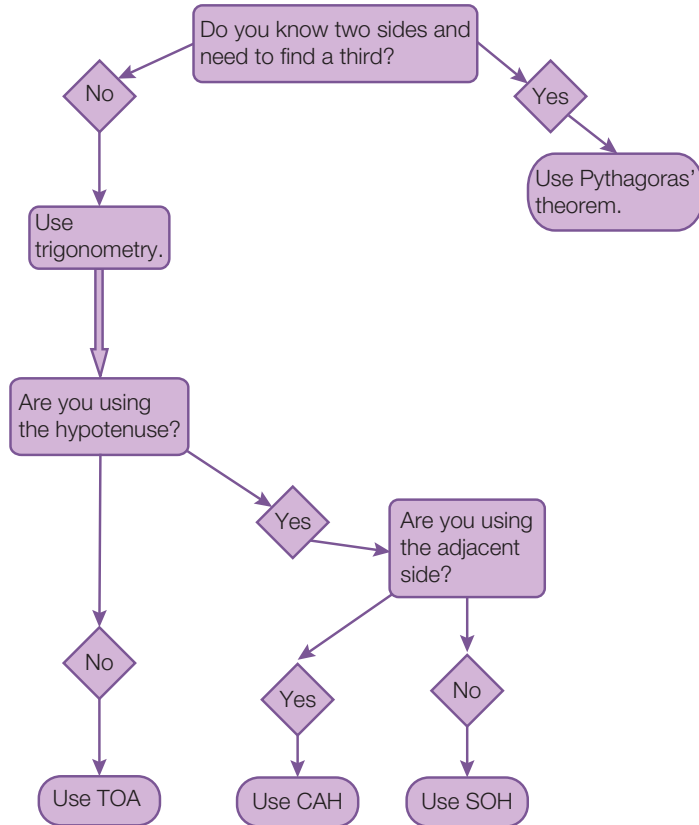 Do you know two sides and
need to find a third?
No
Yes
Use Pythagoras’
theorem.
Use
trigonometry.
Are you using
the hypotenuse?
Yes
Are you using
the adjacent
side?
No
Yes
No
Use TOA
Use CAH
Use SOH